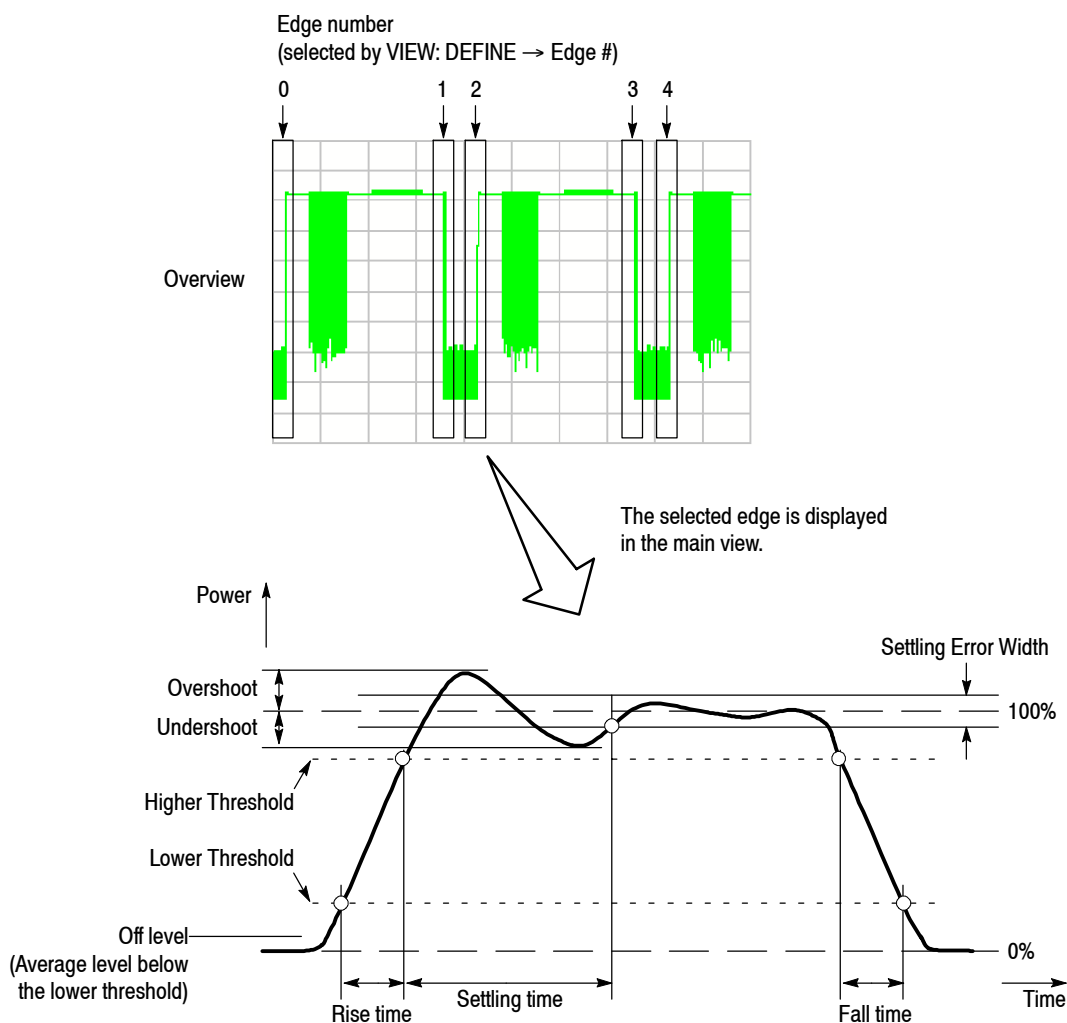 Edge number
(selected by VIEW: DEFINE → Edge #)
0 1 2 3 4
Overview
The selected edge is displayed
in the main view.
Power
Settling Error Width
Overshoot
100%
Undershoot
Higher Threshold
Lower Threshold
Off level
(Average level below
the lower threshold)
0%
Rise time
Settling time
Fall time
Time